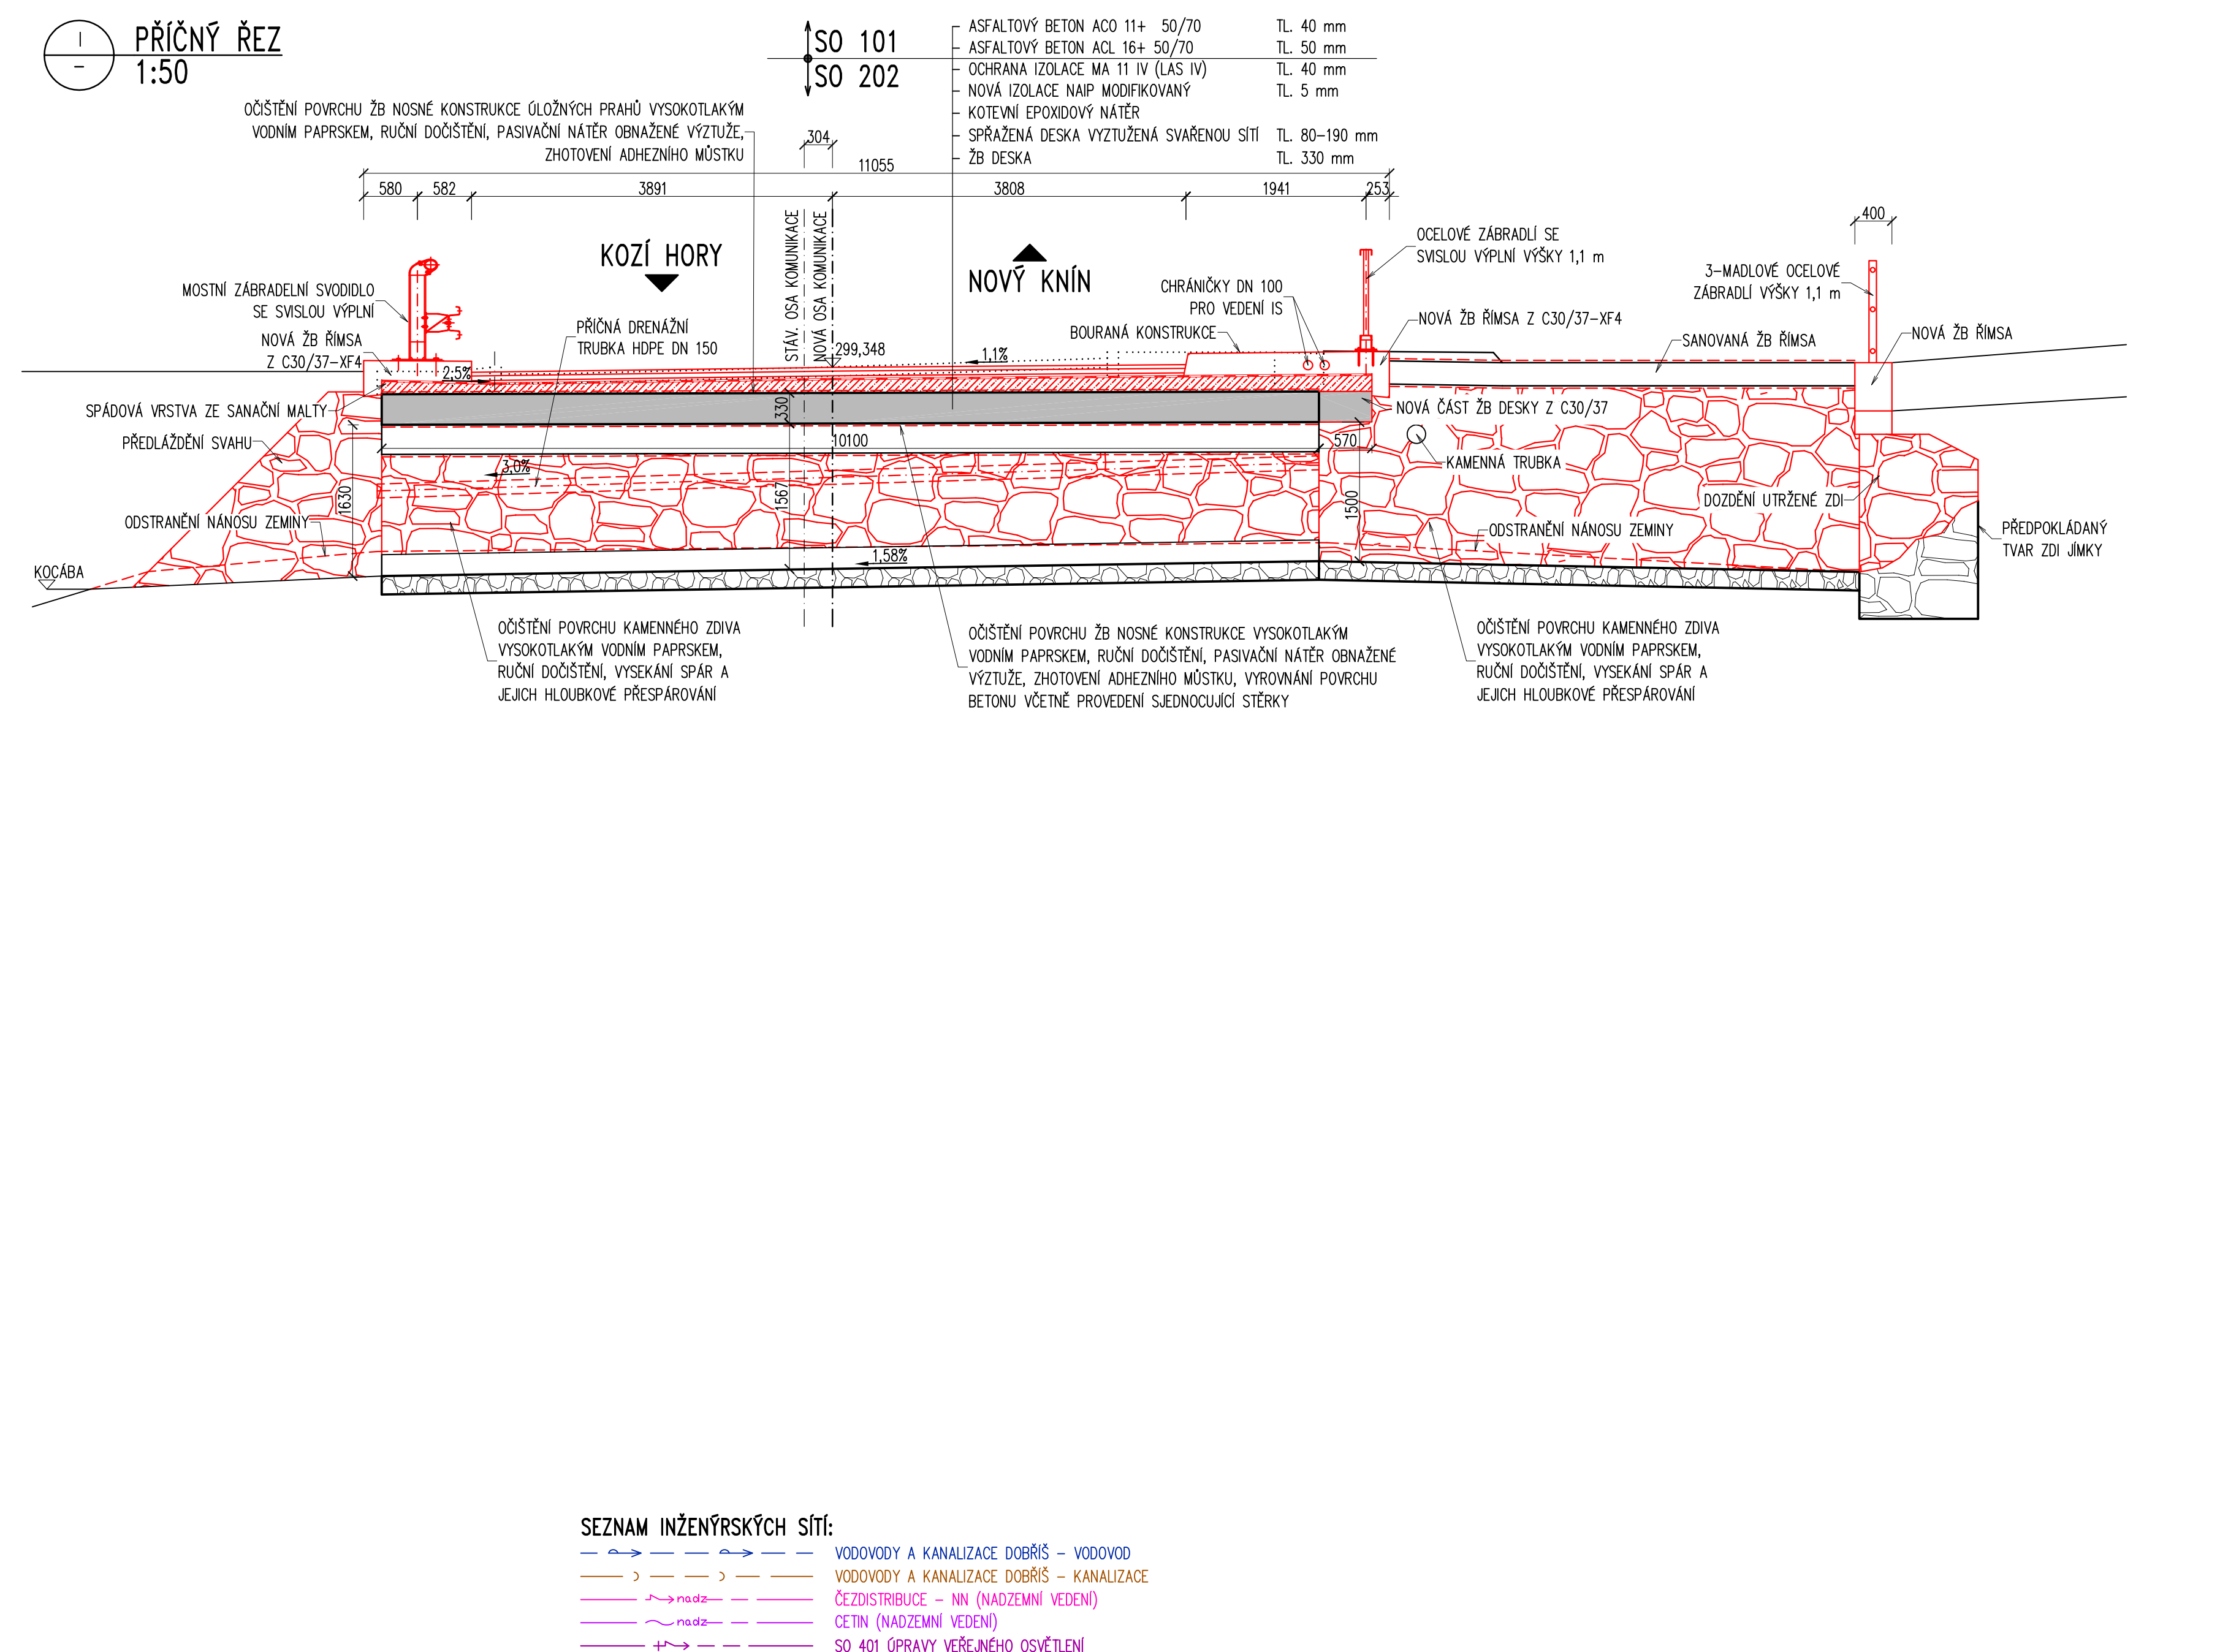 PŘÍČNÝ ŘEZ
1:50
SO 101
SO 202
ASFALTOVÝ BETON ACO 11+ 50/70 TL. 40 mm
ASFALTOVÝ BETON ACL 16+ 50/70 TL. 50 mm
OCHRANA IZOLACE MA 11 IV (LAS IV) TL. 40 mm
NOVÁ IZOLACE NAIP MODIFIKOVANÝ TL. 5 mm
KOTEVNÍ EPOXIDOVÝ NÁTĚR
SPŘAŽENÁ DESKA VYZTUŽENÁ SVAŘENOU SÍTÍ TL. 80-190 mm
ŽB DESKA TL. 330 mm
OČIŠTĚNÍ POVRCHU ŽB NOSNÉ KONSTRUKCE ÚLOŽNÝCH PRAHŮ VYSOKOTLAKÝM
VODNÍM PAPRSKEM, RUČNÍ DOČIŠTĚNÍ, PASIVAČNÍ NÁTĚR OBNAŽENÉ VÝZTUŽE,
ZHOTOVENÍ ADHEZNÍHO MŮSTKU
304
11055
580 582 3891 3808 1941 253
400
STÁV. OSA KOMUNIKACE
NOVÁ OSA KOMUNIKACE
KOZÍ HORY
NOVÝ KNÍN
OCELOVÉ ZÁBRADLÍ SE
SVISLOU VÝPLNÍ VÝŠKY 1,1 m
3-MADLOVÉ OCELOVÉ
ZÁBRADLÍ VÝŠKY 1,1 m
MOSTNÍ ZÁBRADELNÍ SVODIDLO
SE SVISLOU VÝPLNÍ
CHRÁNIČKY DN 100
PRO VEDENÍ IS
PŘÍČNÁ DRENÁŽNÍ
TRUBKA HDPE DN 150
BOURANÁ KONSTRUKCE
NOVÁ ŽB ŘÍMSA Z C30/37-XF4
NOVÁ ŽB ŘÍMSA
Z C30/37-XF4
SANOVANÁ ŽB ŘÍMSA
NOVÁ ŽB ŘÍMSA
299,348
1,1%
2,5%
SPÁDOVÁ VRSTVA ZE SANAČNÍ MALTY
330
NOVÁ ČÁST ŽB DESKY Z C30/37
PŘEDLÁŽDĚNÍ SVAHU
10100
570
KAMENNÁ TRUBKA
3,0%
1630
1567
1500
DOZDĚNÍ UTRŽENÉ ZDI
ODSTRANĚNÍ NÁNOSU ZEMINY
ODSTRANĚNÍ NÁNOSU ZEMINY
PŘEDPOKLÁDANÝ
TVAR ZDI JÍMKY
1,58%
KOCÁBA
OČIŠTĚNÍ POVRCHU KAMENNÉHO ZDIVA
VYSOKOTLAKÝM VODNÍM PAPRSKEM,
RUČNÍ DOČIŠTĚNÍ, VYSEKÁNÍ SPÁR A
JEJICH HLOUBKOVÉ PŘESPÁROVÁNÍ
OČIŠTĚNÍ POVRCHU ŽB NOSNÉ KONSTRUKCE VYSOKOTLAKÝM
VODNÍM PAPRSKEM, RUČNÍ DOČIŠTĚNÍ, PASIVAČNÍ NÁTĚR OBNAŽENÉ
VÝZTUŽE, ZHOTOVENÍ ADHEZNÍHO MŮSTKU, VYROVNÁNÍ POVRCHU
BETONU VČETNĚ PROVEDENÍ SJEDNOCUJÍCÍ STĚRKY
OČIŠTĚNÍ POVRCHU KAMENNÉHO ZDIVA
VYSOKOTLAKÝM VODNÍM PAPRSKEM,
RUČNÍ DOČIŠTĚNÍ, VYSEKÁNÍ SPÁR A
JEJICH HLOUBKOVÉ PŘESPÁROVÁNÍ
SEZNAM INŽENÝRSKÝCH SÍTÍ:
VODOVODY A KANALIZACE DOBŘÍŠ - VODOVOD
VODOVODY A KANALIZACE DOBŘÍŠ - KANALIZACE
nadz ČEZDISTRIBUCE - NN (NADZEMNÍ VEDENÍ)
nadz CETIN (NADZEMNÍ VEDENÍ)
SO 401 ÚPRAVY VEŘEJNÉHO OSVĚTLENÍ